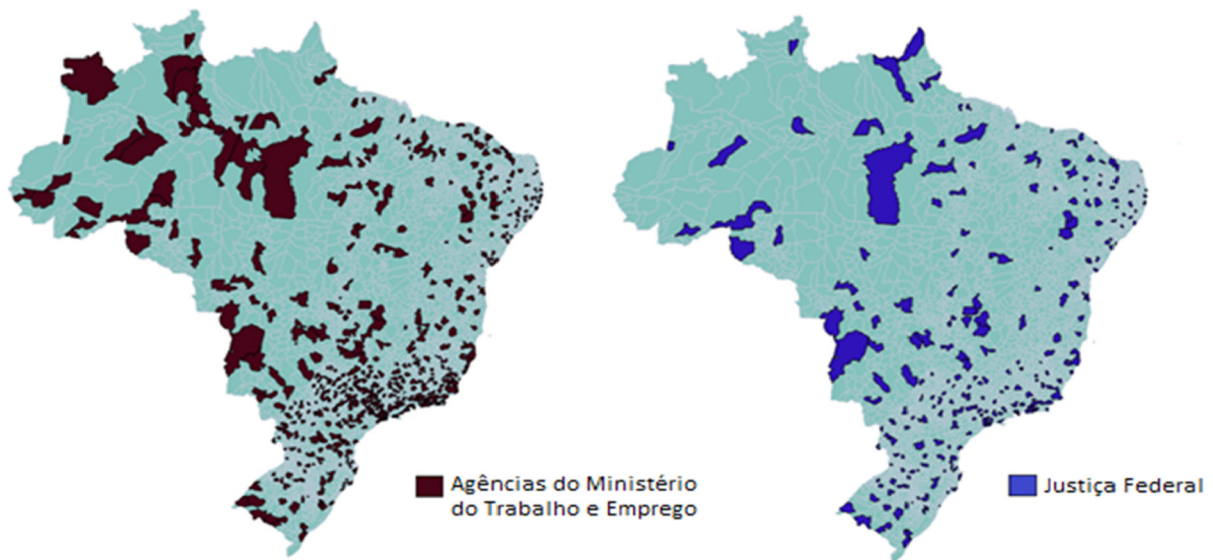 Agências do Ministério
do Trabalho e Emprego
Justiça Federal